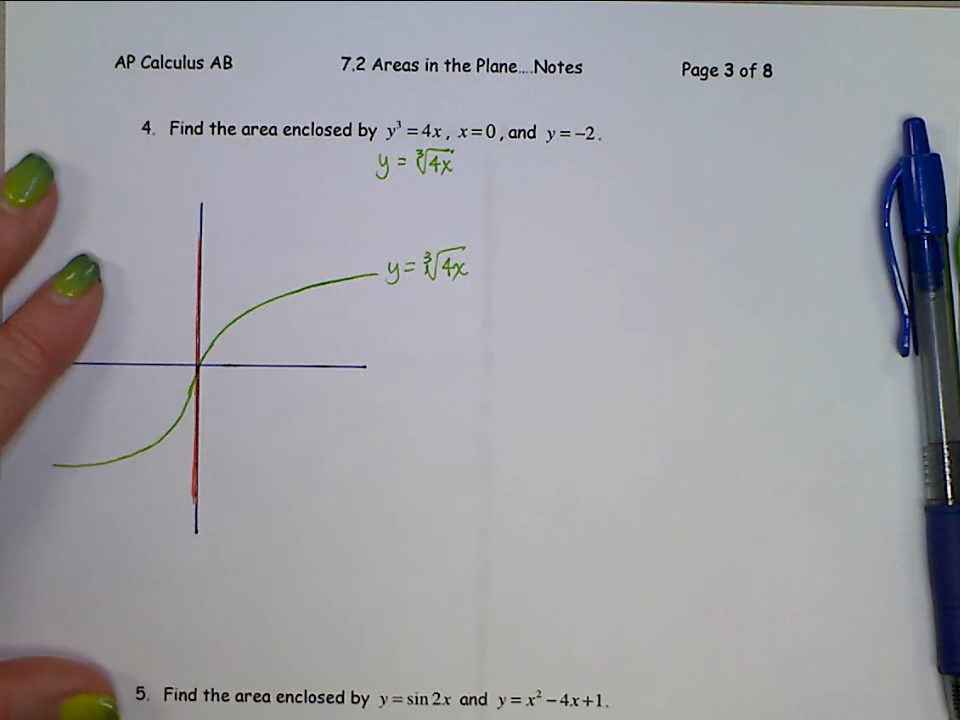 AP Calculus AB 7.2 Areas in the Plane....Notes Page 3 of 8
4. Find the area enclosed by y³ = 4x, x = 0, and y = −2.
y = ∛4x
y = ∛4x
5. Find the area enclosed by y = sin 2x and y = x² − 4x + 1.